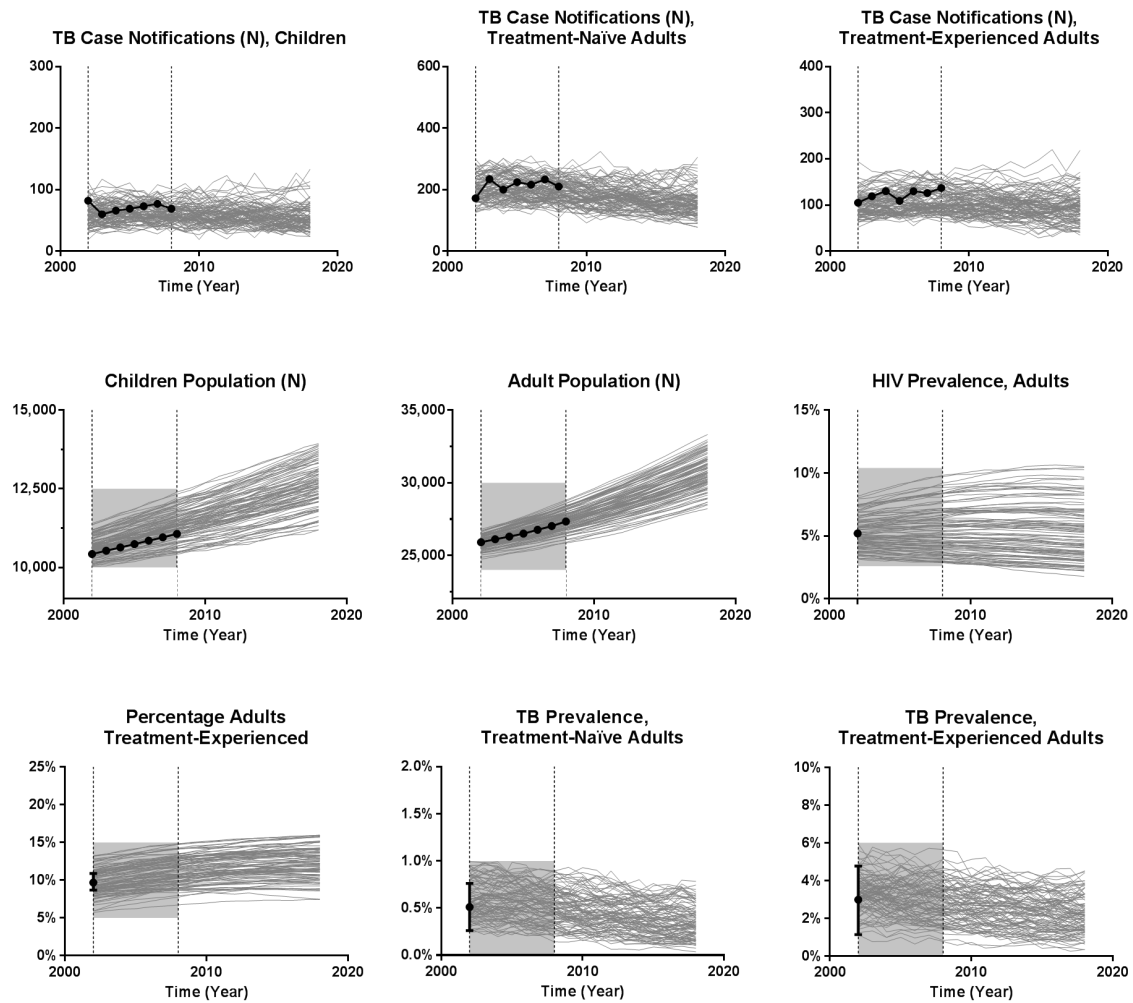 TB Case Notifications (N), Children
300
200
100
0
2000
2010
2020
Time (Year)
TB Case Notifications (N),
Treatment-Naïve Adults
600
400
200
0
2000
2010
2020
Time (Year)
TB Case Notifications (N),
Treatment-Experienced Adults
400
300
200
100
0
2000
2010
2020
Time (Year)
Children Population (N)
15,000
12,500
10,000
2000
2010
2020
Time (Year)
Adult Population (N)
35,000
30,000
25,000
2000
2010
2020
Time (Year)
HIV Prevalence, Adults
15%
10%
5%
0%
2000
2010
2020
Time (Year)
Percentage Adults
Treatment-Experienced
25%
20%
15%
10%
5%
0%
2000
2010
2020
Time (Year)
TB Prevalence,
Treatment-Naïve Adults
2.0%
1.5%
1.0%
0.5%
0.0%
2000
2010
2020
Time (Year)
TB Prevalence,
Treatment-Experienced Adults
10%
8%
6%
4%
2%
0%
2000
2010
2020
Time (Year)